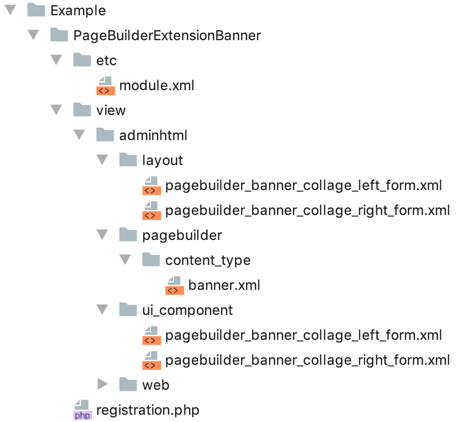 Example
PageBuilderExtensionBanner
etc
module.xml
view
adminhtml
layout
pagebuilder_banner_collage_left_form.xml
pagebuilder_banner_collage_right_form.xml
pagebuilder
content_type
banner.xml
ui_component
pagebuilder_banner_collage_left_form.xml
pagebuilder_banner_collage_right_form.xml
web
php registration.php